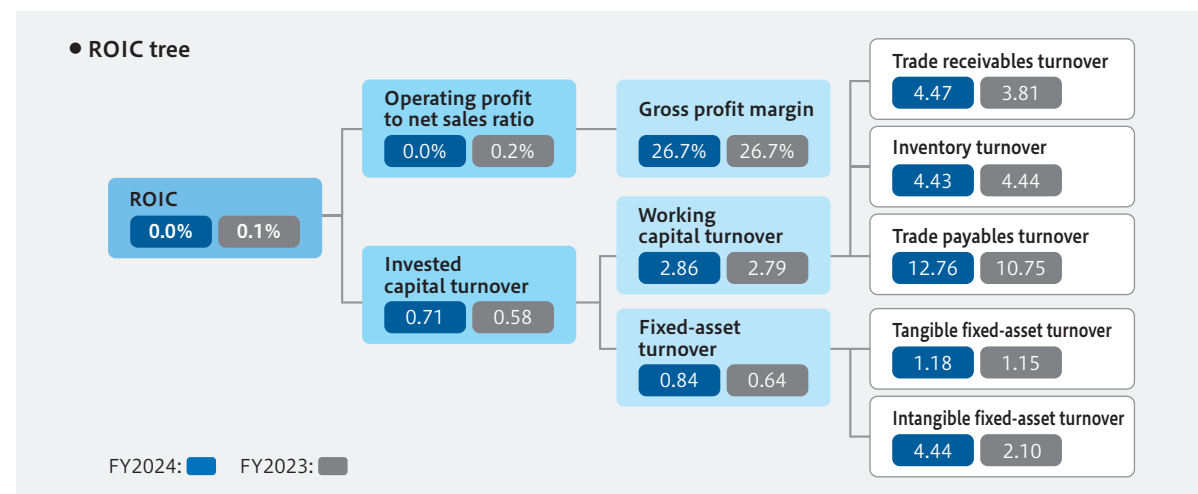 ● ROIC tree
ROIC
0.0% 0.1%
Operating profit
to net sales ratio
0.0% 0.2%
Invested
capital turnover
0.71 0.58
Gross profit margin
26.7% 26.7%
Working
capital turnover
2.86 2.79
Fixed-asset
turnover
0.84 0.64
Trade receivables turnover
4.47 3.81
Inventory turnover
4.43 4.44
Trade payables turnover
12.76 10.75
Tangible fixed-asset turnover
1.18 1.15
Intangible fixed-asset turnover
4.44 2.10
FY2024: FY2023: